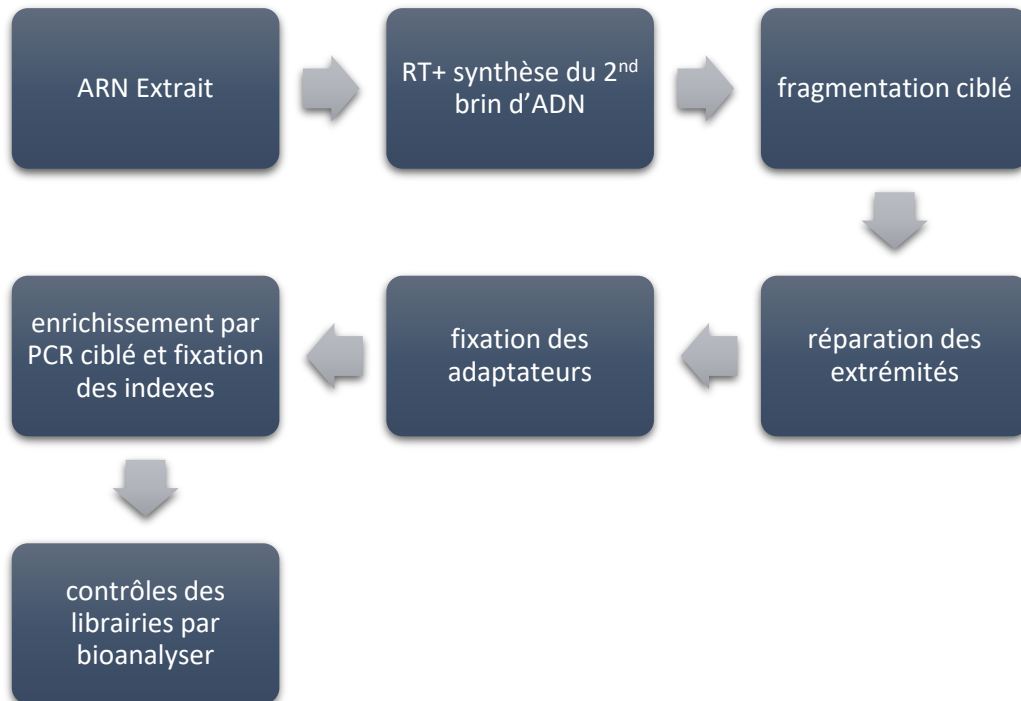 ARN Extrait
RT+ synthèse du 2nd
brin d’ADN
fragmentation ciblé
réparation des
extrémités
fixation des
adaptateurs
enrichissement par
PCR ciblé et fixation
des indexes
contrôles des
librairies par
bioanalyser